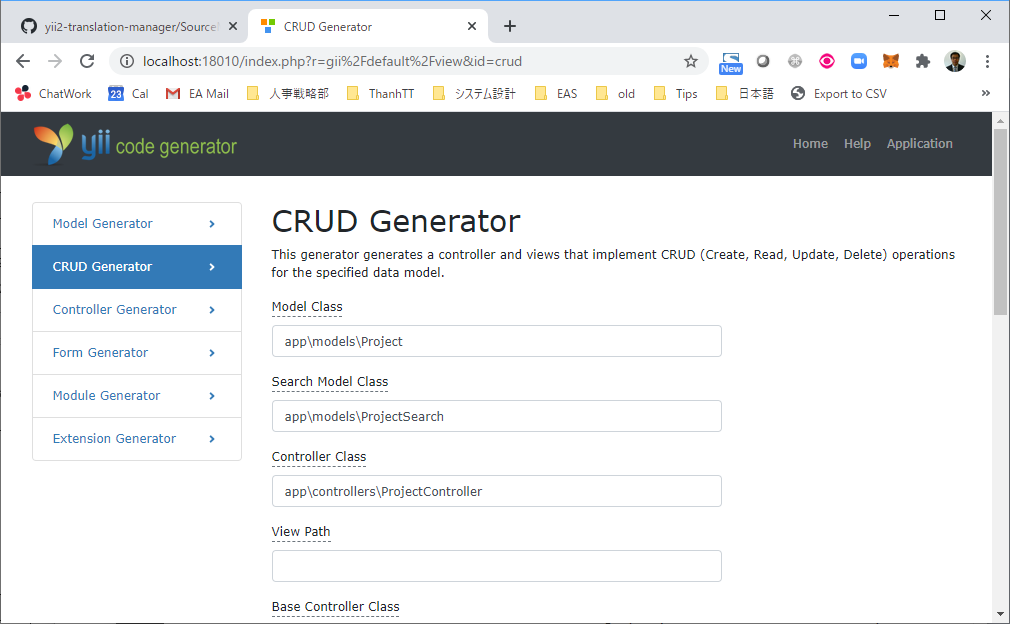 yii2-translation-manager/Source
CRUD Generator
localhost:18010/index.php?r=gii%2Fdefault%2Fview&id=crud
New
ChatWork
23
Cal
EA Mail
人事戦略部
ThanhTT
システム設計
EAS
old
Tips
日本語
Export to CSV
»
yii code generator
Home
Help
Application
Model Generator
CRUD Generator
Controller Generator
Form Generator
Module Generator
Extension Generator
CRUD Generator
This generator generates a controller and views that implement CRUD (Create, Read, Update, Delete) operations
for the specified data model.
Model Class
app\models\Project
Search Model Class
app\models\ProjectSearch
Controller Class
app\controllers\ProjectController
View Path
Base Controller Class